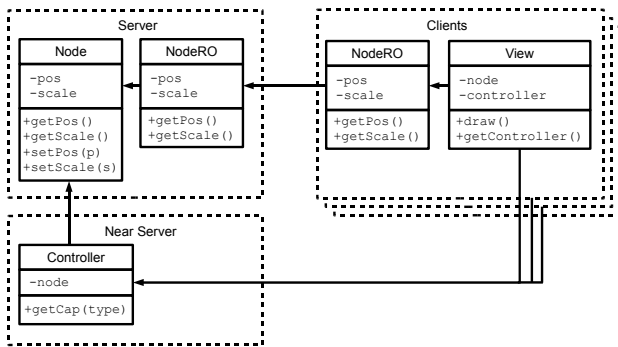 Server
Node
-pos
-scale
+getPos()
+getScale()
+setPos(p)
+setScale(s)
NodeRO
-pos
-scale
+getPos()
+getScale()
Clients
NodeRO
-pos
-scale
+getPos()
+getScale()
View
-node
-controller
+draw()
+getController()
Near Server
Controller
-node
+getCap(type)